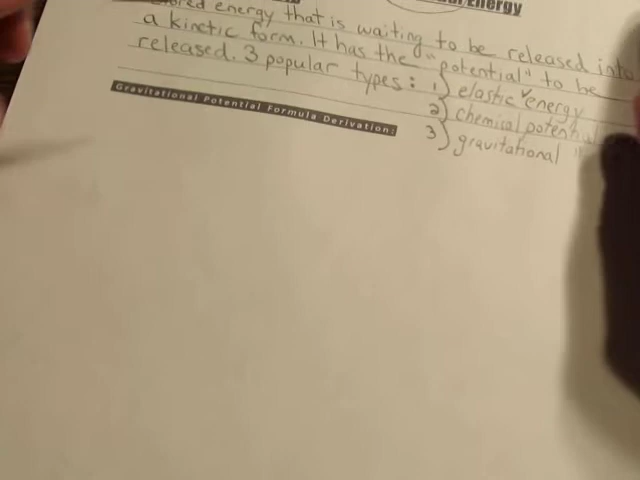 Energy
energy that is waiting to be released into
a kinetic form. It has the "potential" to be
released. 3 popular types: 1) elastic energy
2) chemical potential
3) gravitational "
Gravitational Potential Formula Derivation: